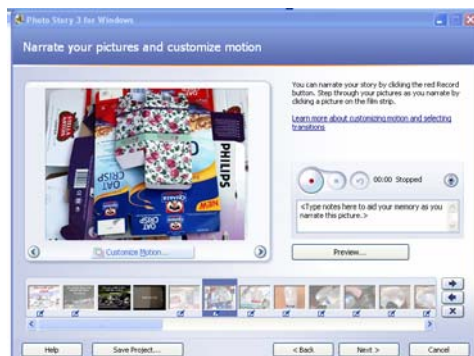 Photo Story 3 for Windows
Narrate your pictures and customize motion
You can narrate your story by clicking the red Record
button. Step through your pictures as you narrate by
clicking a picture on the film strip.
Learn more about customizing motion and selecting
transitions
OAT
CRISP
PHILIPS
OAT
CRISP
NEW
00:00 Stopped
<Type notes here to aid your memory as you
narrate this picture.>
Customize Motion...
Preview...
Help
Save Project...
< Back
Next >
Cancel